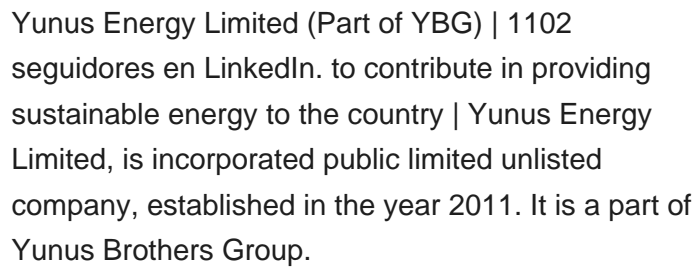 Yunus Energy Limited (Part of YBG) | 1102
seguidores en LinkedIn. to contribute in providing
sustainable energy to the country | Yunus Energy
Limited, is incorporated public limited unlisted
company, established in the year 2011. It is a part of
Yunus Brothers Group.